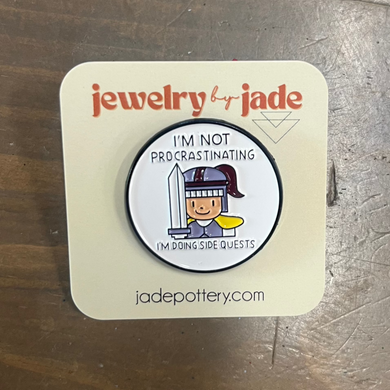 jewelry by jade
I'M NOT
PROCRASTINATING
I'M DOING SIDE QUESTS
jadepottery.com